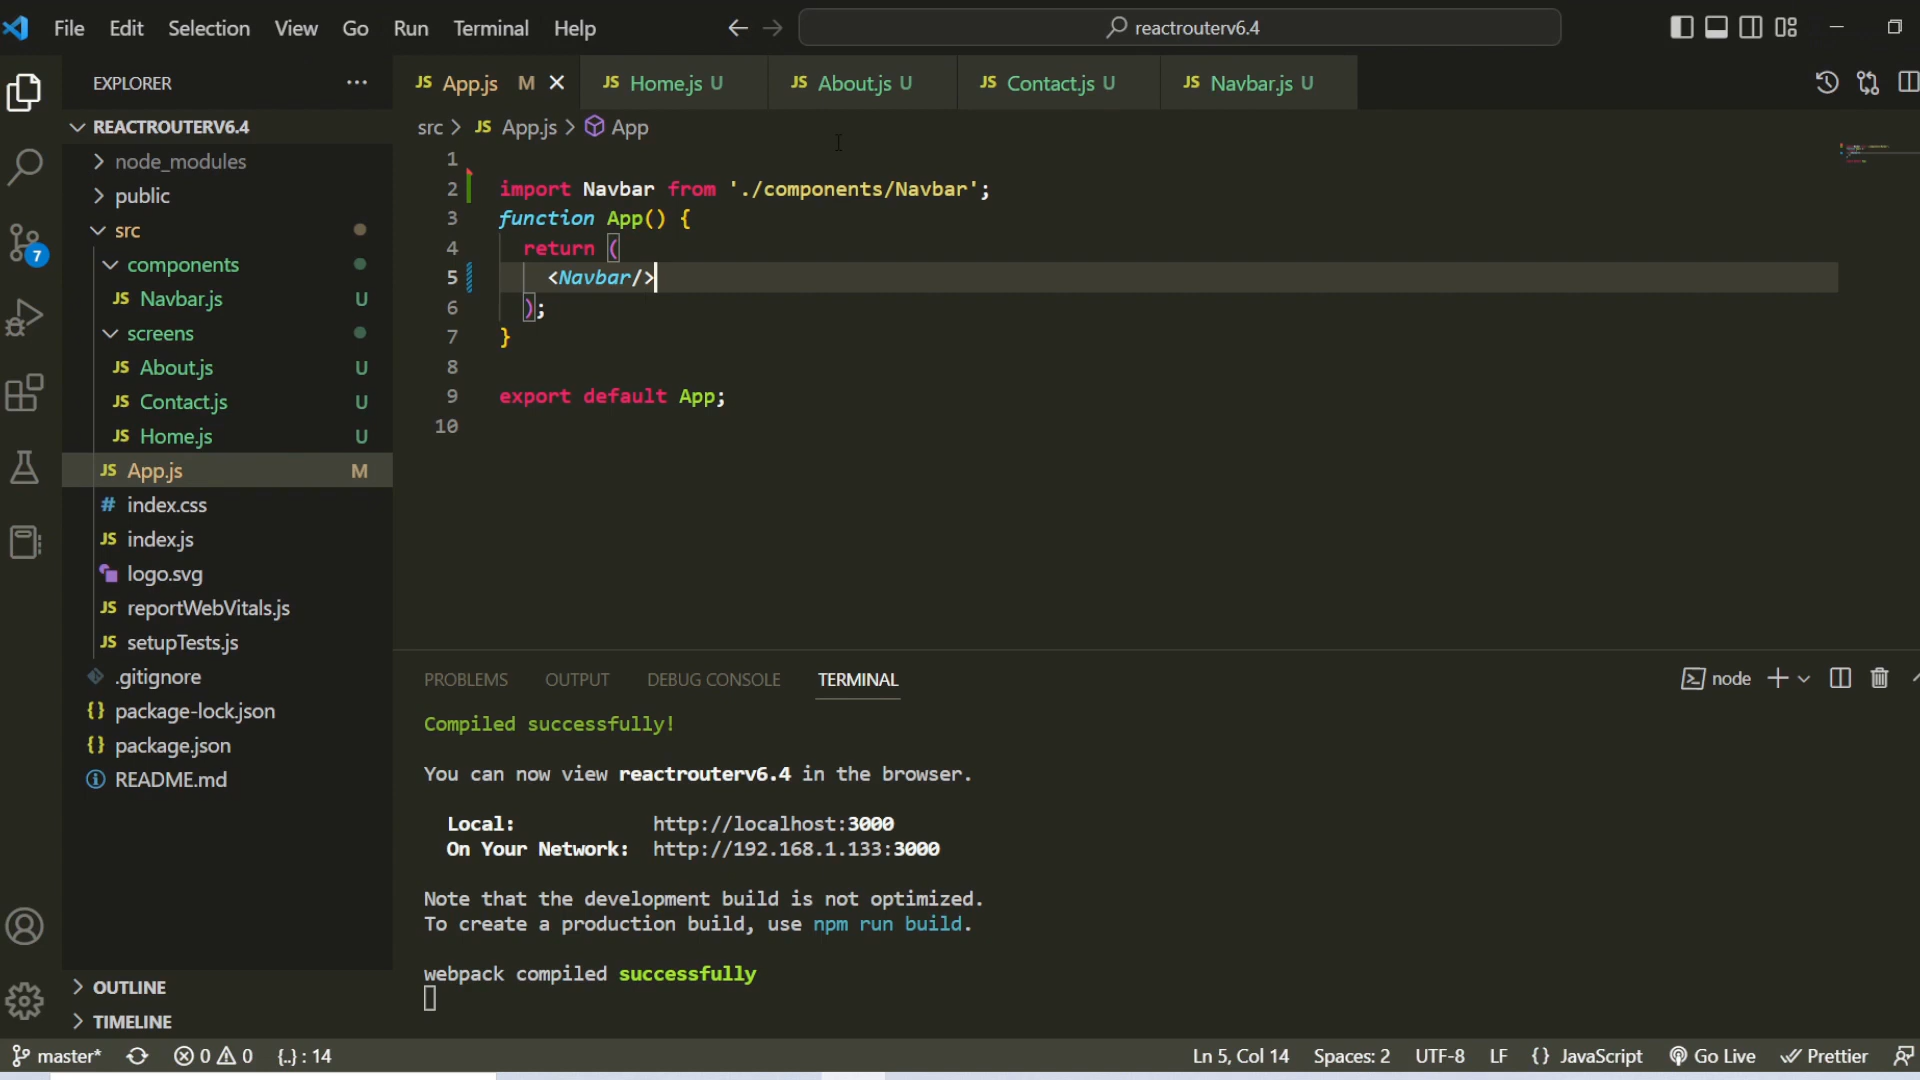 File Edit Selection View Go Run Terminal Help
reactrouterv6.4
EXPLORER ...
REACTROUTERV6.4
node_modules
public
src
components
JS Navbar.js U
screens
JS About.js U
JS Contact.js U
JS Home.js U
JS App.js M
# index.css
JS index.js
logo.svg
JS reportWebVitals.js
JS setupTests.js
.gitignore
{} package-lock.json
{} package.json
README.md
OUTLINE
TIMELINE
7
JS App.js M
JS Home.js U
JS About.js U
JS Contact.js U
JS Navbar.js U
src > JS App.js > App
1
2 import Navbar from './components/Navbar';
3 function App() {
4 return (
5 <Navbar/>
6 );
7 }
8
9 export default App;
10
PROBLEMS OUTPUT DEBUG CONSOLE TERMINAL
node
Compiled successfully!
You can now view reactrouterv6.4 in the browser.
Local: http://localhost:3000
On Your Network: http://192.168.1.133:3000
Note that the development build is not optimized.
To create a production build, use npm run build.
webpack compiled successfully
master* 0 0 {..} : 14 Ln 5, Col 14 Spaces: 2 UTF-8 LF {} JavaScript Go Live Prettier